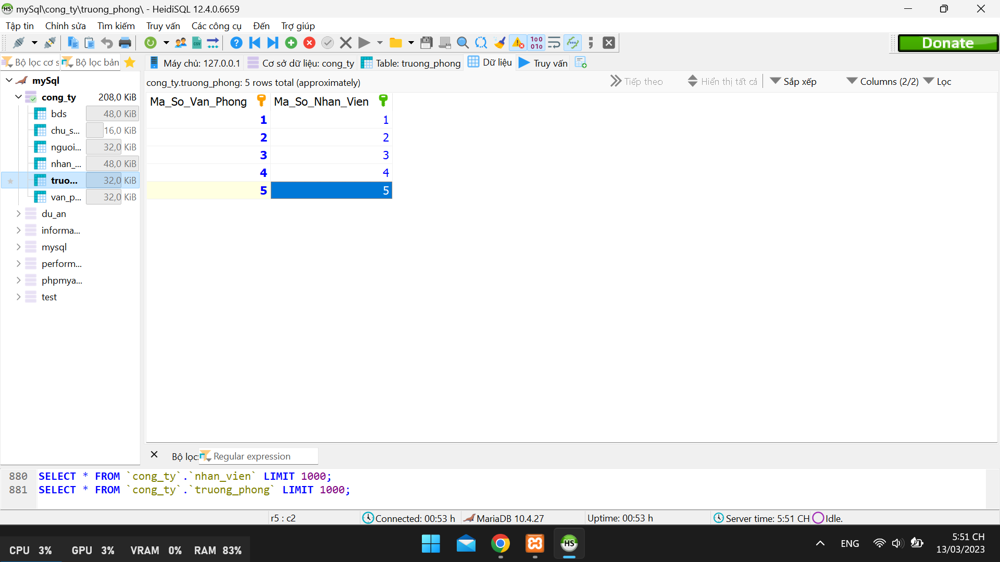 mySql\cong_ty\truong_phong\ - HeidiSQL 12.4.0.6659
Tập tin Chỉnh sửa Tìm kiếm Truy vấn Các công cụ Đến Trợ giúp
Donate
Bộ lọc cơ s Bộ lọc bản
Máy chủ: 127.0.0.1 Cơ sở dữ liệu: cong_ty Table: truong_phong Dữ liệu Truy vấn
cong_ty.truong_phong: 5 rows total (approximately)
Tiếp theo Hiển thị tất cả Sắp xếp Columns (2/2) Lọc
mySql
cong_ty 208,0 KiB
bds 48,0 KiB
chu_s... 16,0 KiB
nguoi... 32,0 KiB
nhan_... 48,0 KiB
truo... 32,0 KiB
van_p... 32,0 KiB
du_an
informa...
mysql
perform...
phpmya...
test
Ma_So_Van_Phong Ma_So_Nhan_Vien
1 1
2 2
3 3
4 4
5 5
Bộ lọc: Regular expression
880 SELECT * FROM `cong_ty`.`nhan_vien` LIMIT 1000;
881 SELECT * FROM `cong_ty`.`truong_phong` LIMIT 1000;
r5 : c2 Connected: 00:53 h MariaDB 10.4.27 Uptime: 00:53 h Server time: 5:51 CH Idle.
CPU 3% GPU 3% VRAM 0% RAM 83%
HS
ENG
5:51 CH
13/03/2023